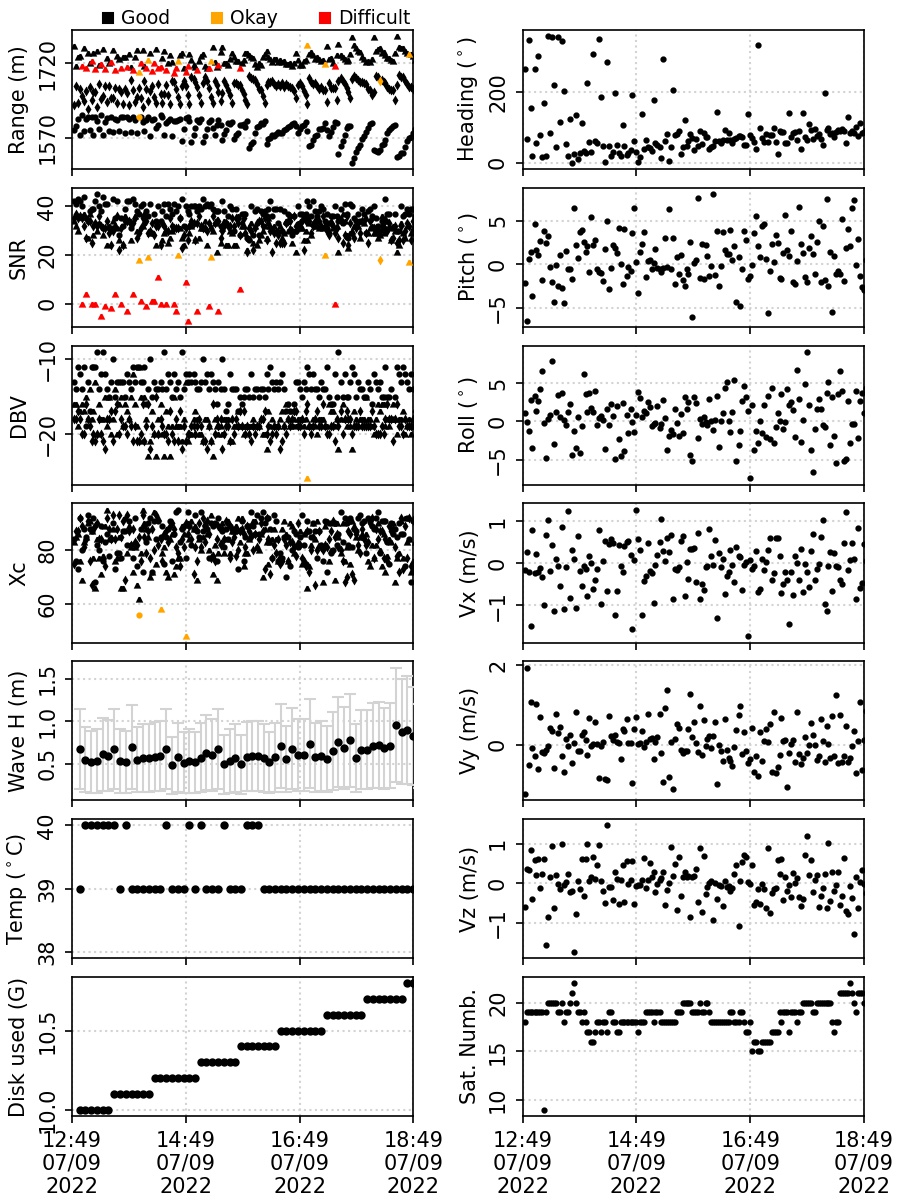 Good Okay Difficult
Range (m)
1720
1570
Heading (°)
200
0
SNR
40
20
0
Pitch (°)
5
0
−5
DBV
−10
−20
Roll (°)
5
0
−5
Xc
80
60
Vx (m/s)
1
0
−1
Wave H (m)
1.5
1.0
0.5
Vy (m/s)
2
0
Temp (°C)
40
39
38
Vz (m/s)
1
0
−1
Disk used (G)
10.5
10.0
Sat. Numb.
20
15
10
12:49 14:49 16:49 18:49
07/09 07/09 07/09 07/09
2022 2022 2022 2022
12:49 14:49 16:49 18:49
07/09 07/09 07/09 07/09
2022 2022 2022 2022